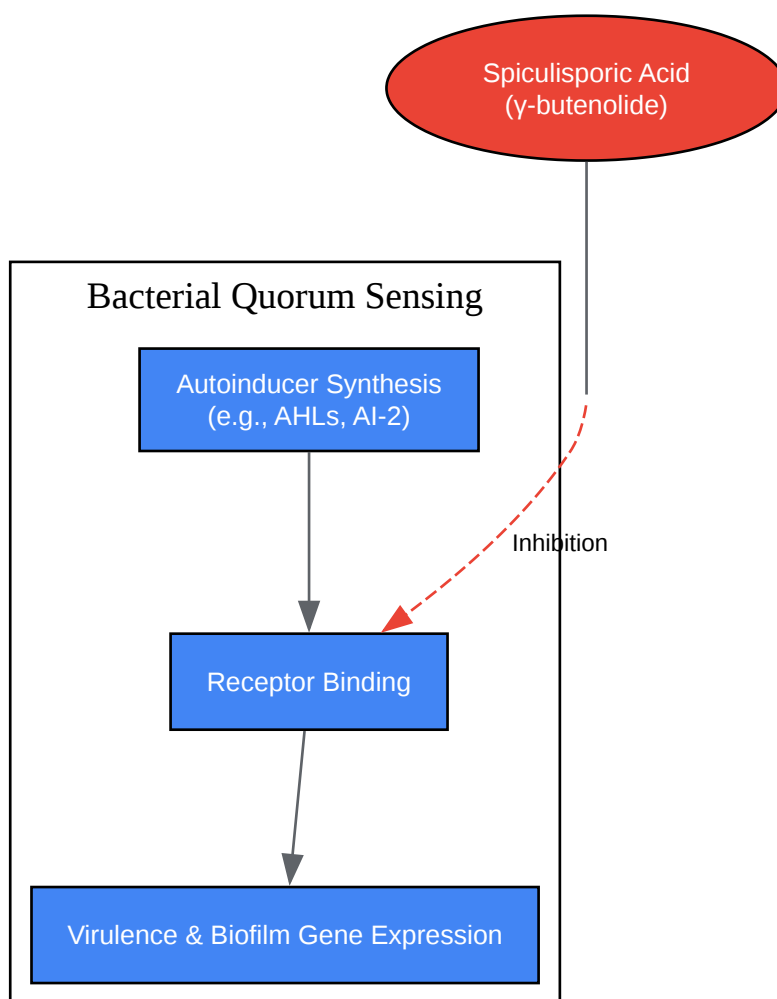 Spiculisporic Acid
(γ-butenolide)
Bacterial Quorum Sensing
Autoinducer Synthesis
(e.g., AHLs, AI-2)
Inhibition
Receptor Binding
Virulence & Biofilm Gene Expression